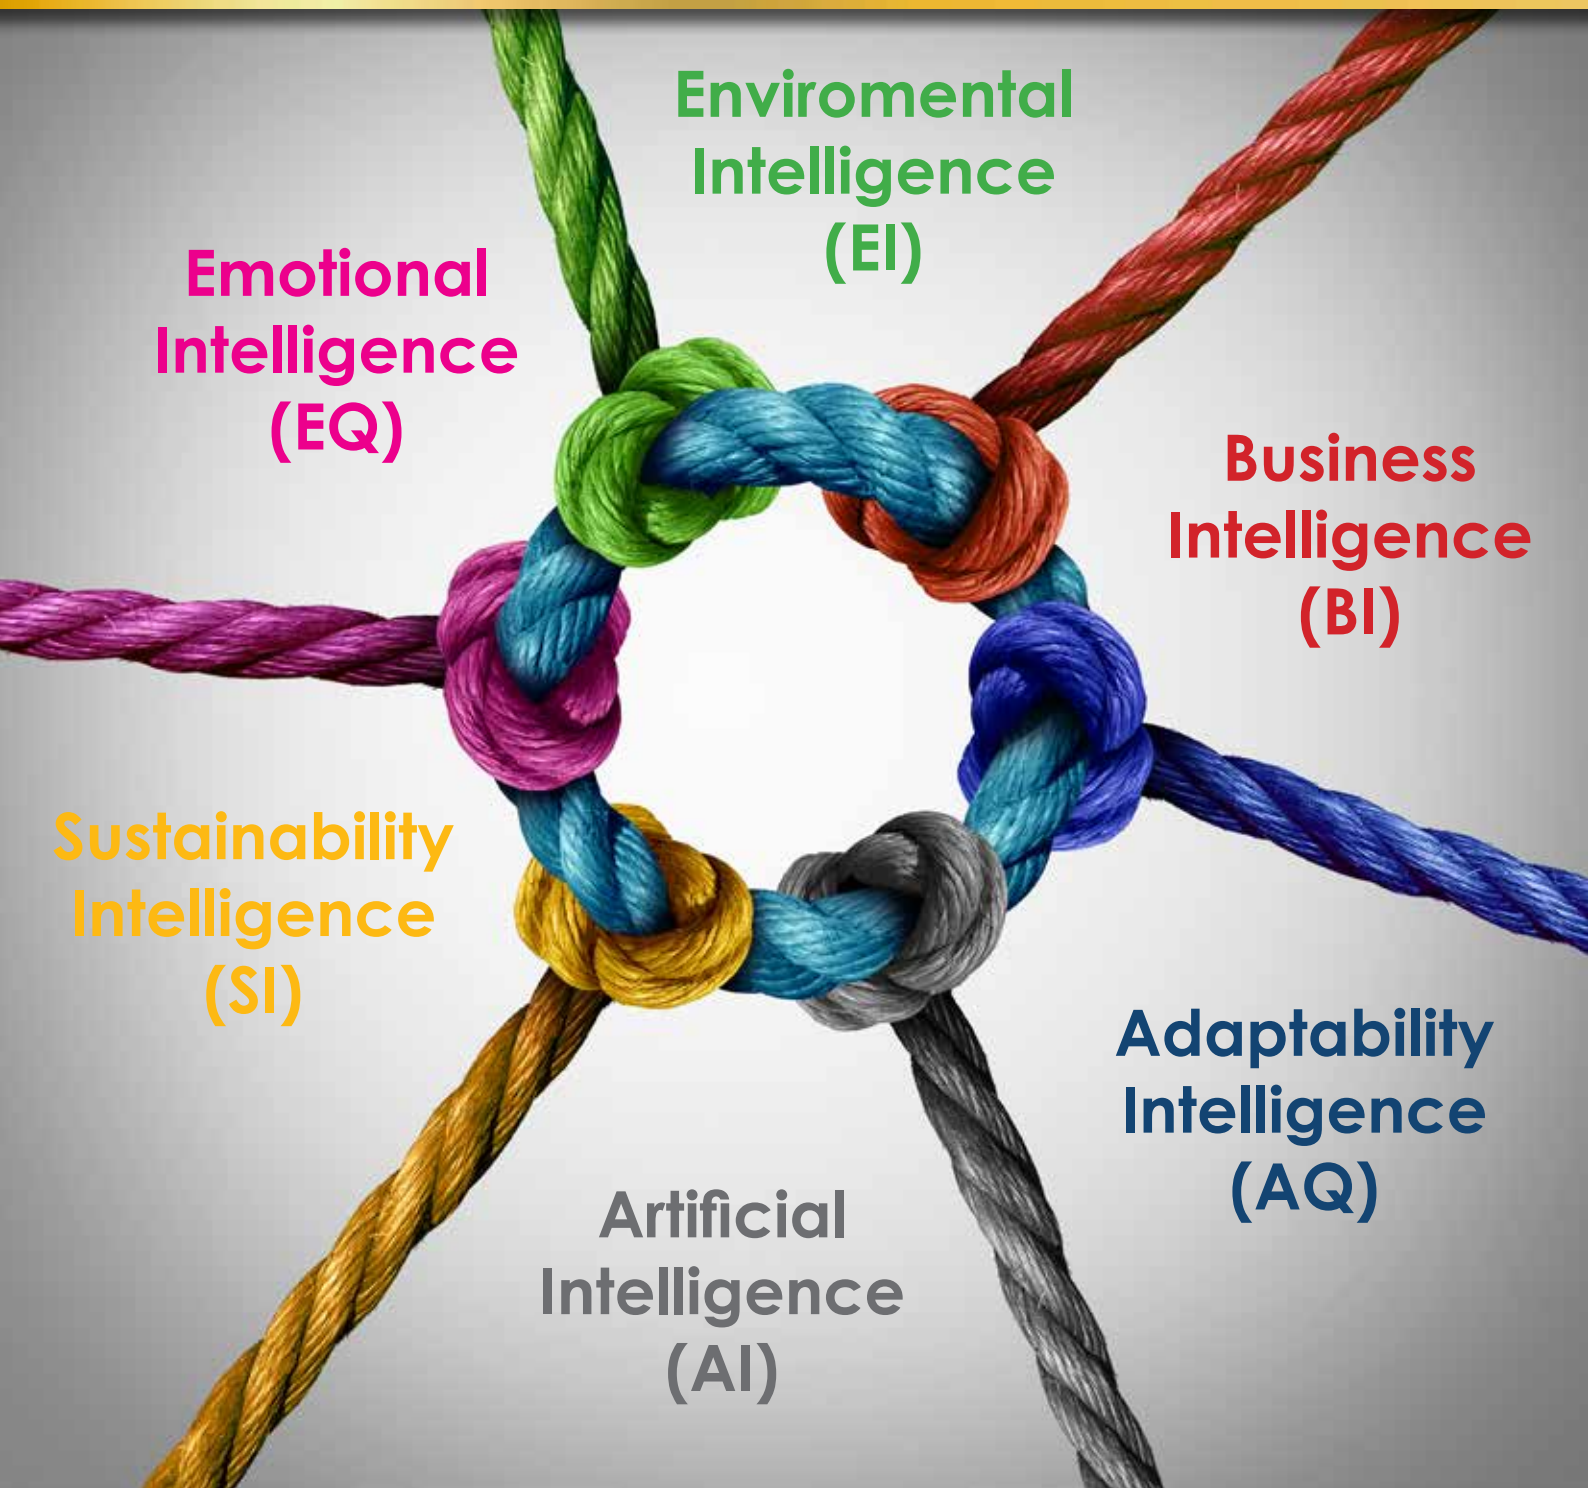 Enviromental
Intelligence
(EI)
Emotional
Intelligence
(EQ)
Business
Intelligence
(BI)
Sustainability
Intelligence
(SI)
Adaptability
Intelligence
(AQ)
Artificial
Intelligence
(AI)